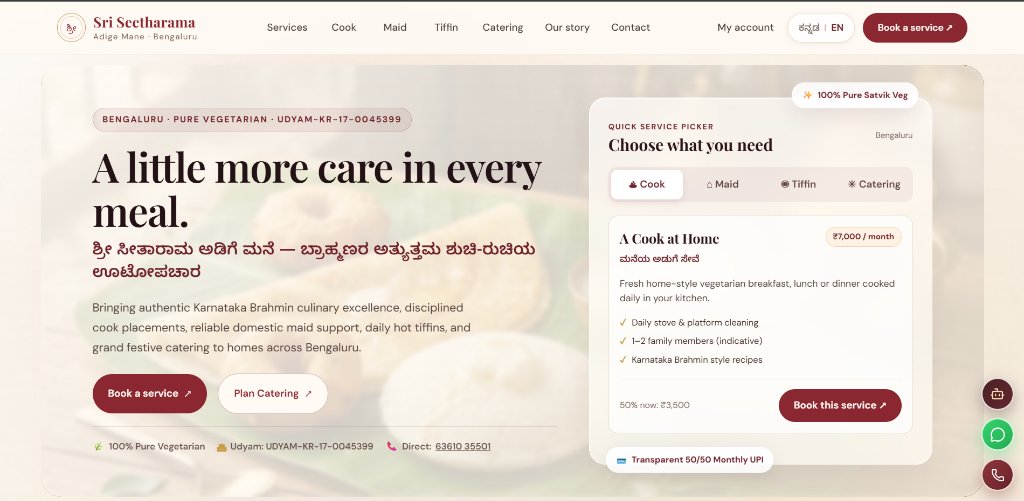 Sri Seetharama
Adige Mane · Bengaluru
Services Cook Maid Tiffin Catering Our story Contact
My account ಕನ್ನಡ | EN Book a service ↗
BENGALURU · PURE VEGETARIAN · UDYAM-KR-17-0045399
A little more care in every
meal.
ಶ್ರೀ ಸೀತಾರಾಮ ಅಡಿಗೆ ಮನೆ — ಬ್ರಾಹ್ಮಣರ ಅತ್ಯುತ್ತಮ ಶುಚಿ-ರುಚಿಯ
ಊಟೋಪಚಾರ
Bringing authentic Karnataka Brahmin culinary excellence, disciplined
cook placements, reliable domestic maid support, daily hot tiffins, and
grand festive catering to homes across Bengaluru.
Book a service ↗ Plan Catering ↗
100% Pure Vegetarian Udyam: UDYAM-KR-17-0045399 Direct: 63610 35501
✨ 100% Pure Satvik Veg
QUICK SERVICE PICKER
Choose what you need
Bengaluru
Cook Maid Tiffin Catering
A Cook at Home
₹7,000 / month
ಮನೆಯ ಅಡುಗೆ ಸೇವೆ
Fresh home-style vegetarian breakfast, lunch or dinner cooked
daily in your kitchen.
✓ Daily stove & platform cleaning
✓ 1–2 family members (indicative)
✓ Karnataka Brahmin style recipes
50% now: ₹3,500 Book this service ↗
Transparent 50/50 Monthly UPI